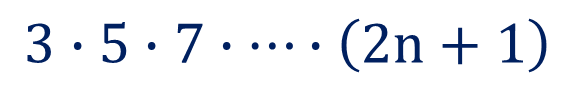 3 · 5 · 7 · ⋯ · (2n + 1)